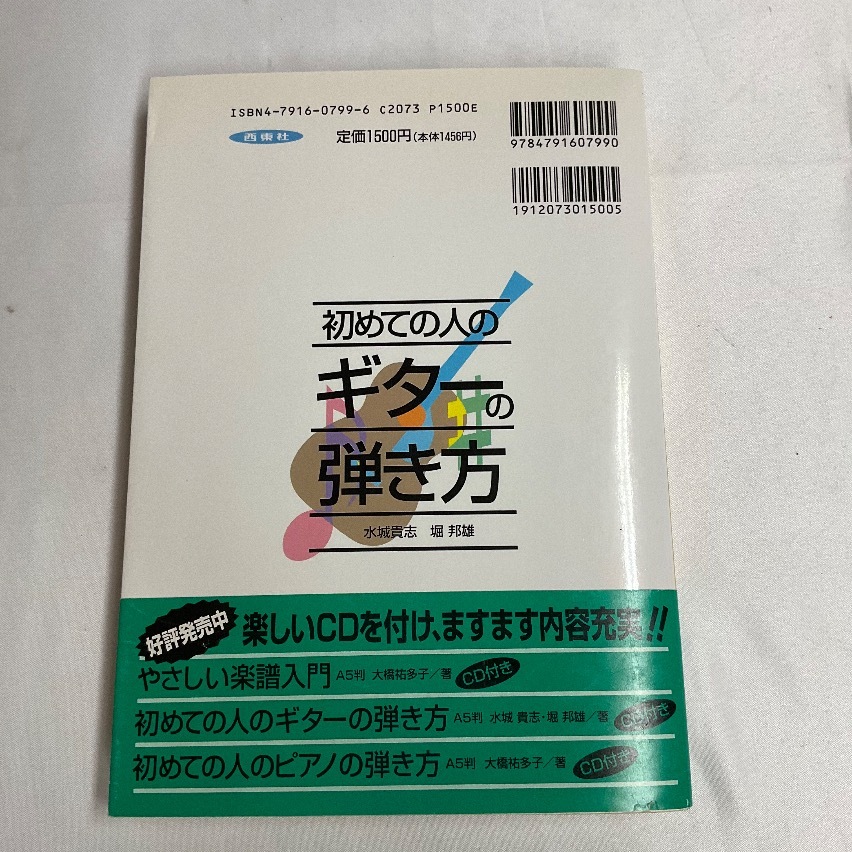 ISBN4-7916-0799-6 C2073 P1500E
西東社
定価1500円(本体1456円)
9784791607990
1912073015005
初めての人の
ギターの
弾き方
水城貴志 堀 邦雄
好評発売中
楽しいCDを付け、ますます内容充実!!
やさしい楽譜入門 A5判 大橋祐多子/著 CD付き
初めての人のギターの弾き方 A5判 水城 貴志・堀 邦雄/著 CD付き
初めての人のピアノの弾き方 A5判 大橋祐多子/著 CD付き